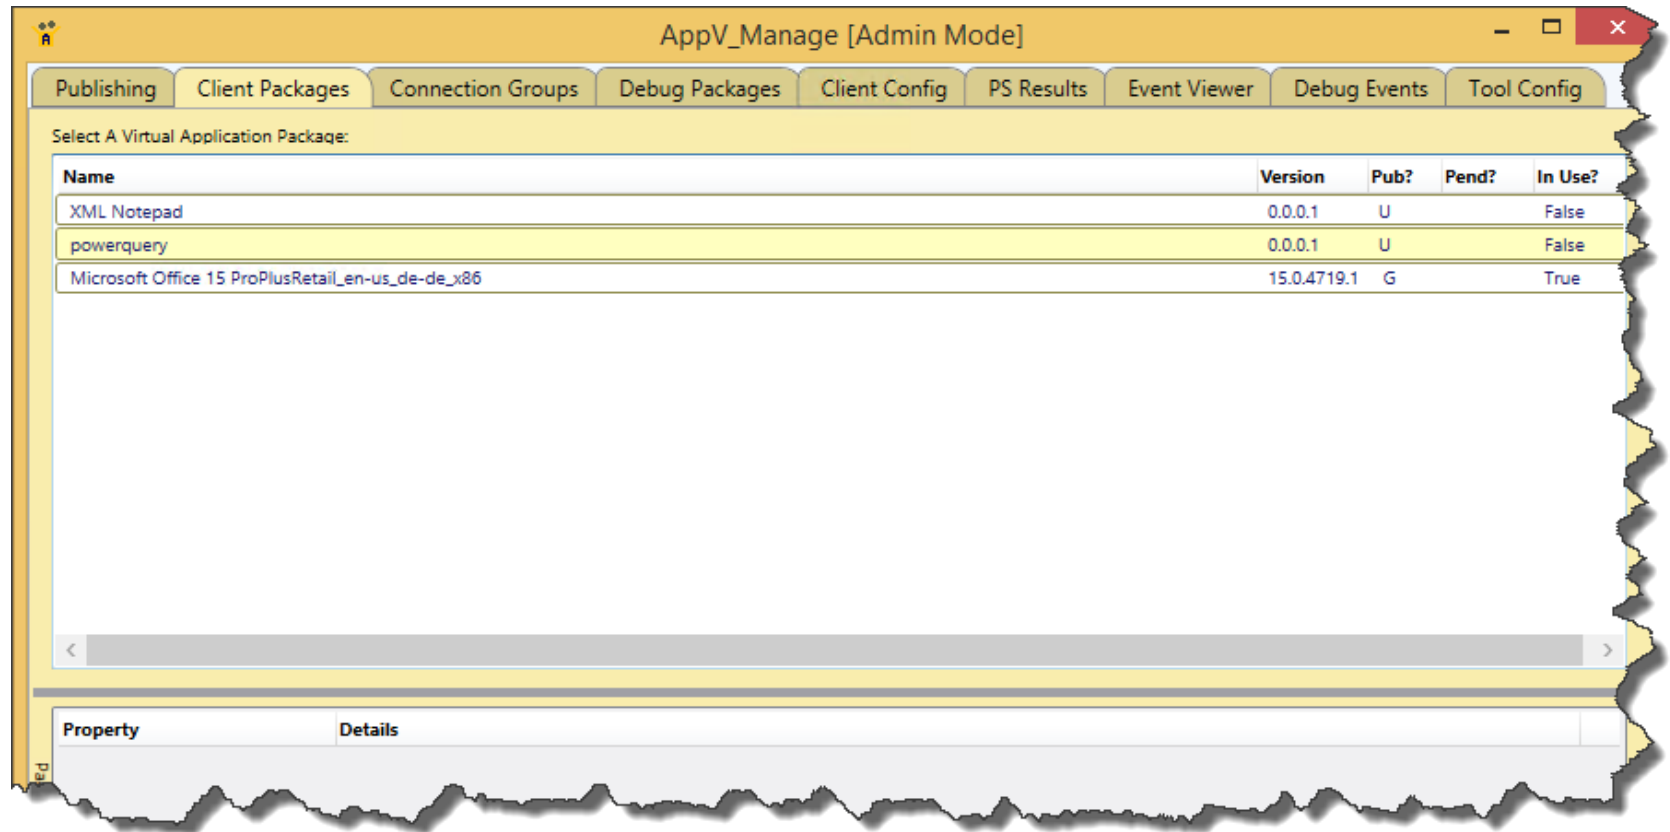 AppV_Manage [Admin Mode]
Publishing Client Packages Connection Groups Debug Packages Client Config PS Results Event Viewer Debug Events Tool Config
Select A Virtual Application Package:
Name Version Pub? Pend? In Use?
XML Notepad 0.0.0.1 U False
powerquery 0.0.0.1 U False
Microsoft Office 15 ProPlusRetail_en-us_de-de_x86 15.0.4719.1 G True
Property Details
Pa